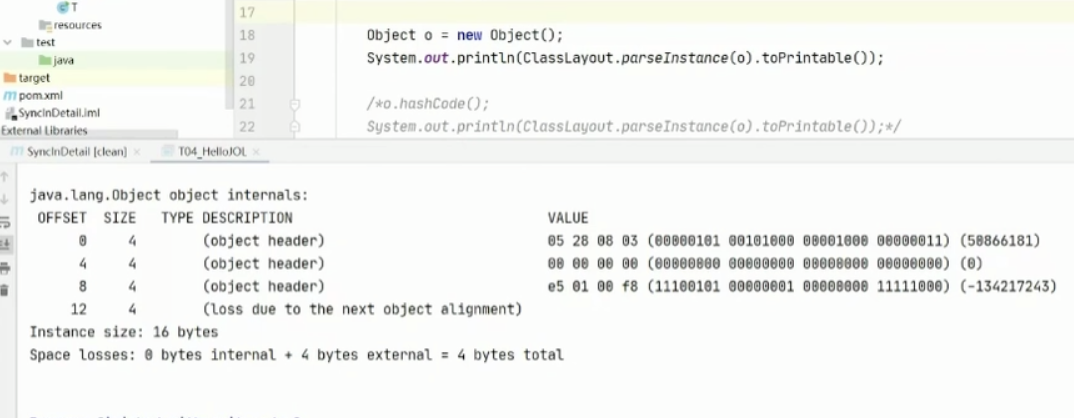 T
resources
test
java
target
pom.xml
SyncInDetail.iml
External Libraries
17
18 Object o = new Object();
19 System.out.println(ClassLayout.parseInstance(o).toPrintable());
20
21 /*o.hashCode();
22 System.out.println(ClassLayout.parseInstance(o).toPrintable());*/
SyncInDetail [clean] × T04_HelloJOL ×
java.lang.Object object internals:
OFFSET SIZE TYPE DESCRIPTION VALUE
0 4 (object header) 05 28 08 03 (00000101 00101000 00001000 00000011) (50866181)
4 4 (object header) 00 00 00 00 (00000000 00000000 00000000 00000000) (0)
8 4 (object header) e5 01 00 f8 (11100101 00000001 00000000 11111000) (-134217243)
12 4 (loss due to the next object alignment)
Instance size: 16 bytes
Space losses: 0 bytes internal + 4 bytes external = 4 bytes total